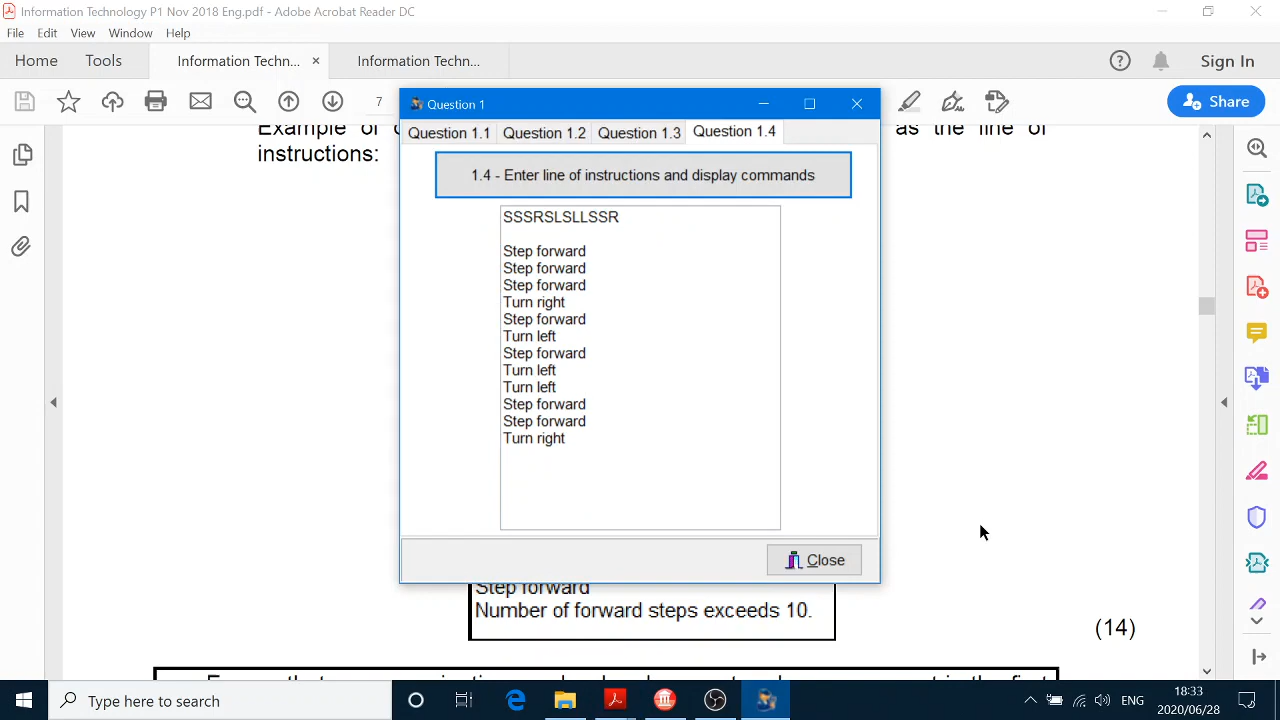 Information Technology P1 Nov 2018 Eng.pdf - Adobe Acrobat Reader DC
File Edit View Window Help
Home Tools Information Techn... × Information Techn... Sign In
7 Share
Example of as the line of
instructions:
Question 1
Question 1.1 Question 1.2 Question 1.3 Question 1.4
1.4 - Enter line of instructions and display commands
SSSRSLSLLSSR
Step forward
Step forward
Step forward
Turn right
Step forward
Turn left
Step forward
Turn left
Turn left
Step forward
Step forward
Turn right
Close
Step forward
Number of forward steps exceeds 10.
(14)
Type here to search
ENG
18:33
2020/06/28